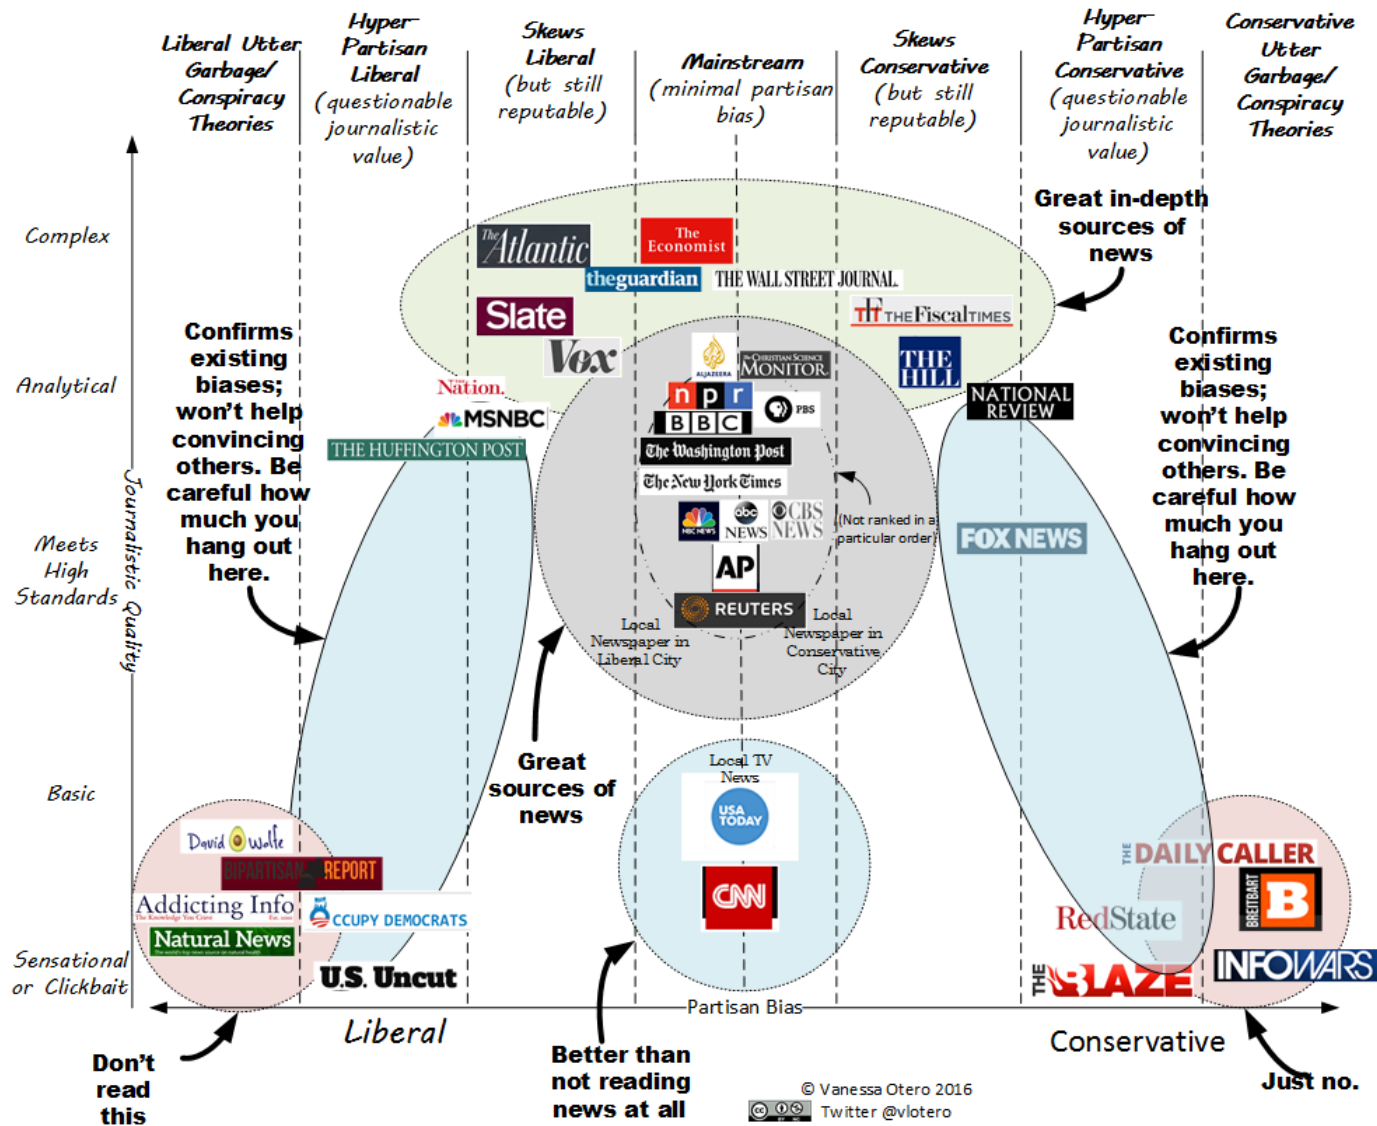 Liberal Utter
Garbage/
Conspiracy
Theories
Hyper-
Partisan
Liberal
(questionable
journalistic
value)
Skews
Liberal
(but still
reputable)
Mainstream
(minimal partisan
bias)
Skews
Conservative
(but still
reputable)
Hyper-
Partisan
Conservative
(questionable
journalistic
value)
Conservative
Utter
Garbage/
Conspiracy
Theories
Complex
Analytical
Meets
High
Standards
Basic
Sensational
or Clickbait
Journalistic Quality
Great in-depth
sources of
news
The
Atlantic
The
Economist
theguardian
THE WALL STREET JOURNAL.
Slate
TFT THE FISCAL TIMES
Vox
ALJAZEERA
The CHRISTIAN SCIENCE
MONITOR
THE
HILL
THE
Nation.
npr
PBS
NATIONAL
REVIEW
MSNBC
BBC
THE HUFFINGTON POST
The Washington Post
The New York Times
NBC NEWS
abc
NEWS
CBS
NEWS
(Not ranked in a
particular order)
FOX NEWS
AP
REUTERS
Local
Newspaper in
Liberal City
Local
Newspaper in
Conservative
City
Confirms
existing
biases;
won't help
convincing
others. Be
careful how
much you
hang out
here.
Confirms
existing
biases;
won't help
convincing
others. Be
careful how
much you
hang out
here.
Great
sources of
news
Local TV
News
USA
TODAY
CNN
David Wolfe
BIPARTISAN REPORT
Addicting Info
The Knowledge You Crave
Natural News
OCCUPY DEMOCRATS
U.S. Uncut
THE DAILY CALLER
BREITBART
B
RedState
INFOWARS
THE BLAZE
Partisan Bias
Liberal
Conservative
Don't
read
this
Better than
not reading
news at all
Just no.
© Vanessa Otero 2016
cc
Twitter @vlotero